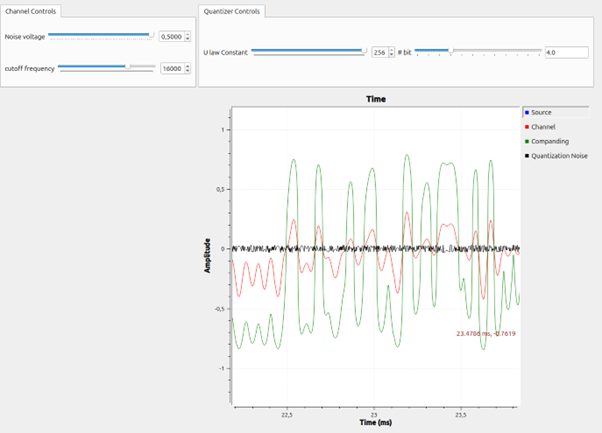 Channel Controls
Quantizer Controls
Noise voltage 0,5000
U law Constant 256 # bit 4.0
cutoff frequency 16000
Time
Source
Channel
Companding
Quantization Noise
1
0,5
0
-0,5
-1
Amplitude
23.4788 ms, -0.7619
22,5 23 23,5
Time (ms)